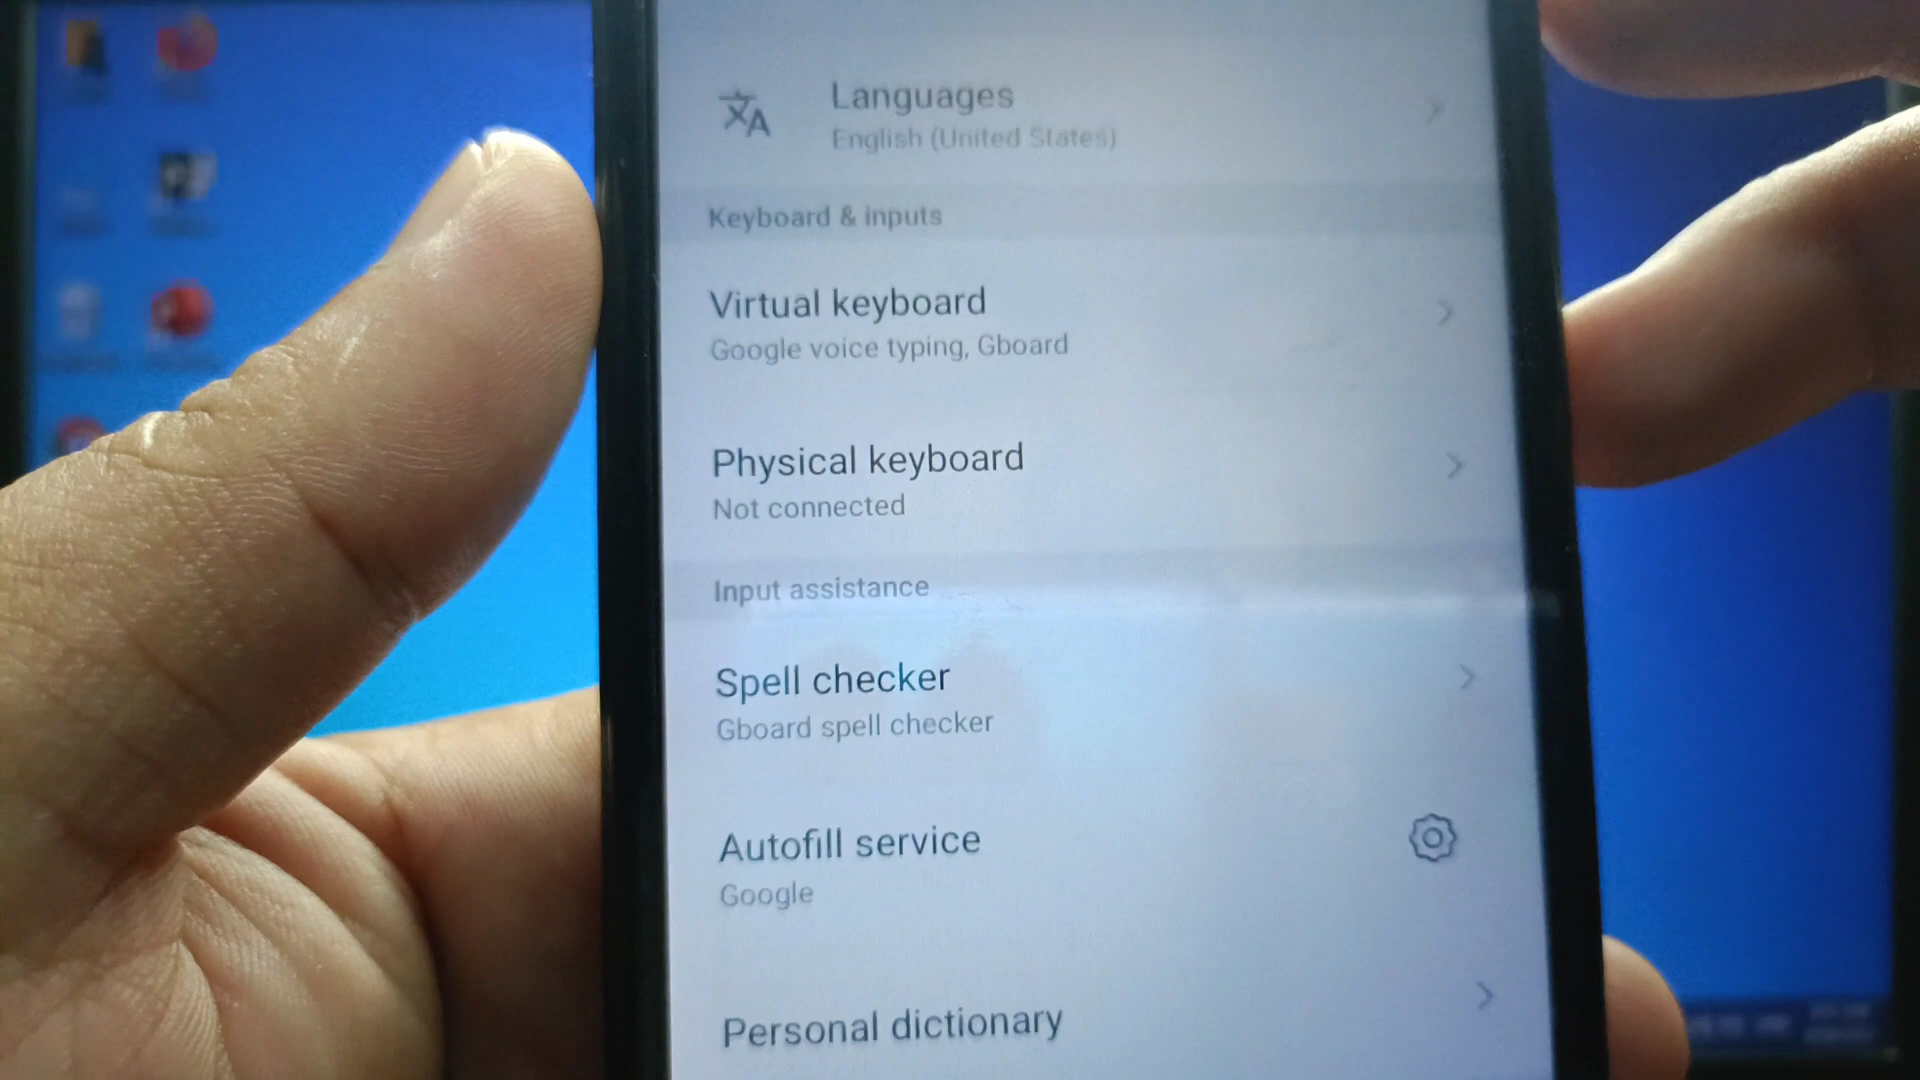 Languages
English (United States)
Keyboard & inputs
Virtual keyboard
Google voice typing, Gboard
Physical keyboard
Not connected
Input assistance
Spell checker
Gboard spell checker
Autofill service
Google
Personal dictionary